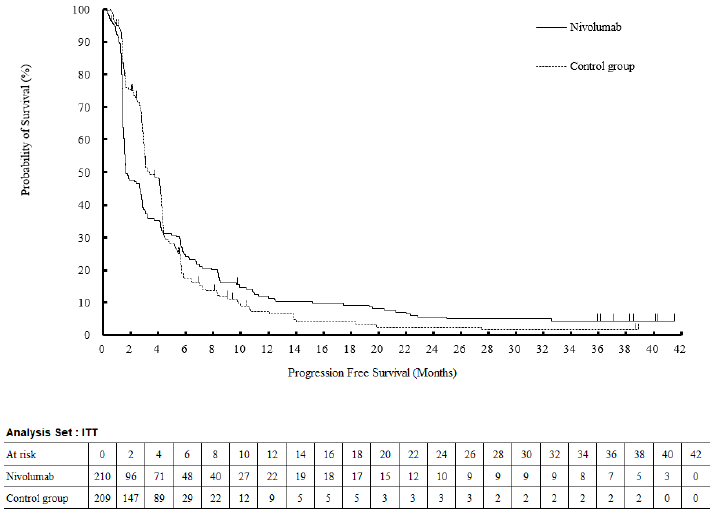 100
90
80
70
60
50
40
30
20
10
0
Probability of Survival (%)
Nivolumab
Control group
0 2 4 6 8 10 12 14 16 18 20 22 24 26 28 30 32 34 36 38 40 42
Progression Free Survival (Months)
Analysis Set : ITT
At risk 0 2 4 6 8 10 12 14 16 18 20 22 24 26 28 30 32 34 36 38 40 42
Nivolumab 210 96 71 48 40 27 22 19 18 17 15 12 10 9 9 9 9 8 7 5 3 0
Control group 209 147 89 29 22 12 9 5 5 5 3 3 3 3 2 2 2 2 2 2 0 0